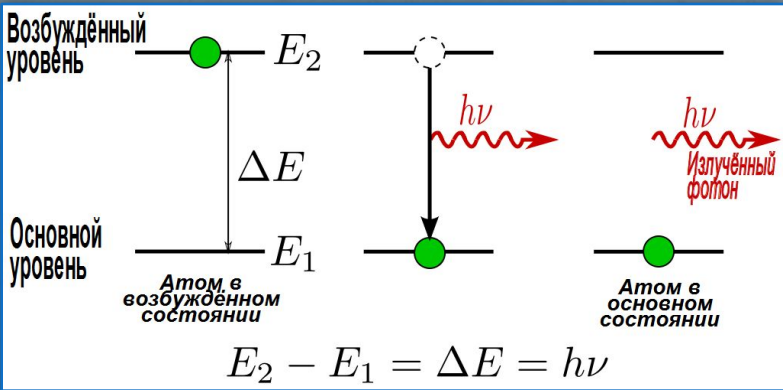 Возбуждённый
уровень
E₂
hν
hν
ΔE
Излучённый
фотон
Основной
уровень
E₁
Атом в
возбуждённом
состоянии
Атом в
основном
состоянии
E₂ − E₁ = ΔE = hν